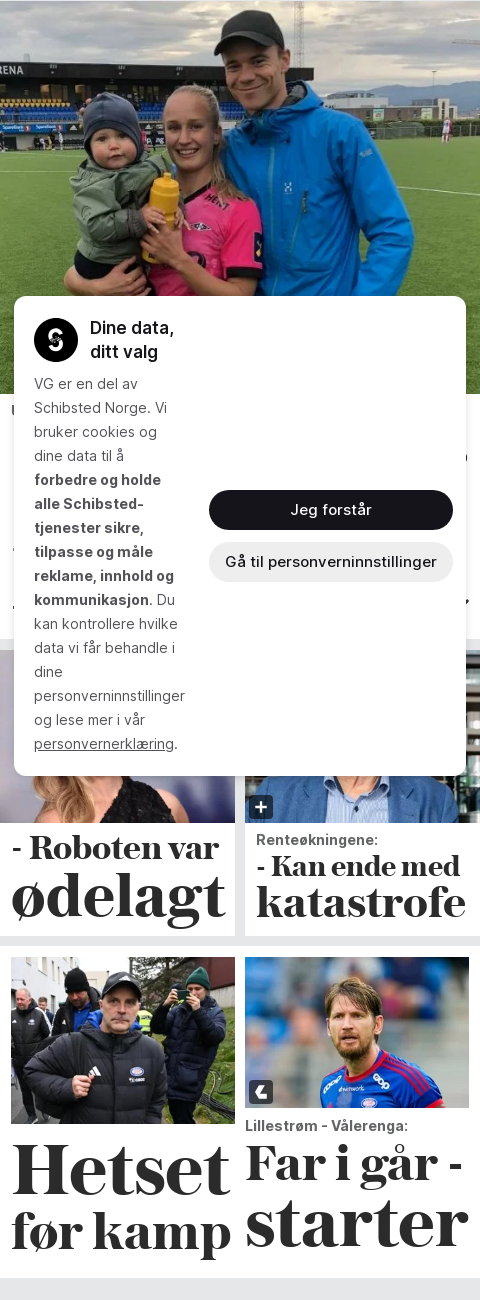 Dine data,
ditt valg
VG er en del av
Schibsted Norge. Vi
bruker cookies og
dine data til å
forbedre og holde
alle Schibsted-
tjenester sikre,
tilpasse og måle
reklame, innhold og
kommunikasjon. Du
kan kontrollere hvilke
data vi får behandle i
dine
personverninnstillinger
og lese mer i vår
personvernerklæring.
Jeg forstår
Gå til personverninnstillinger
- Roboten var
ødelagt
Renteøkningene:
- Kan ende med
katastrofe
Hetset
før kamp
Lillestrøm - Vålerenga:
Far i går -
starter